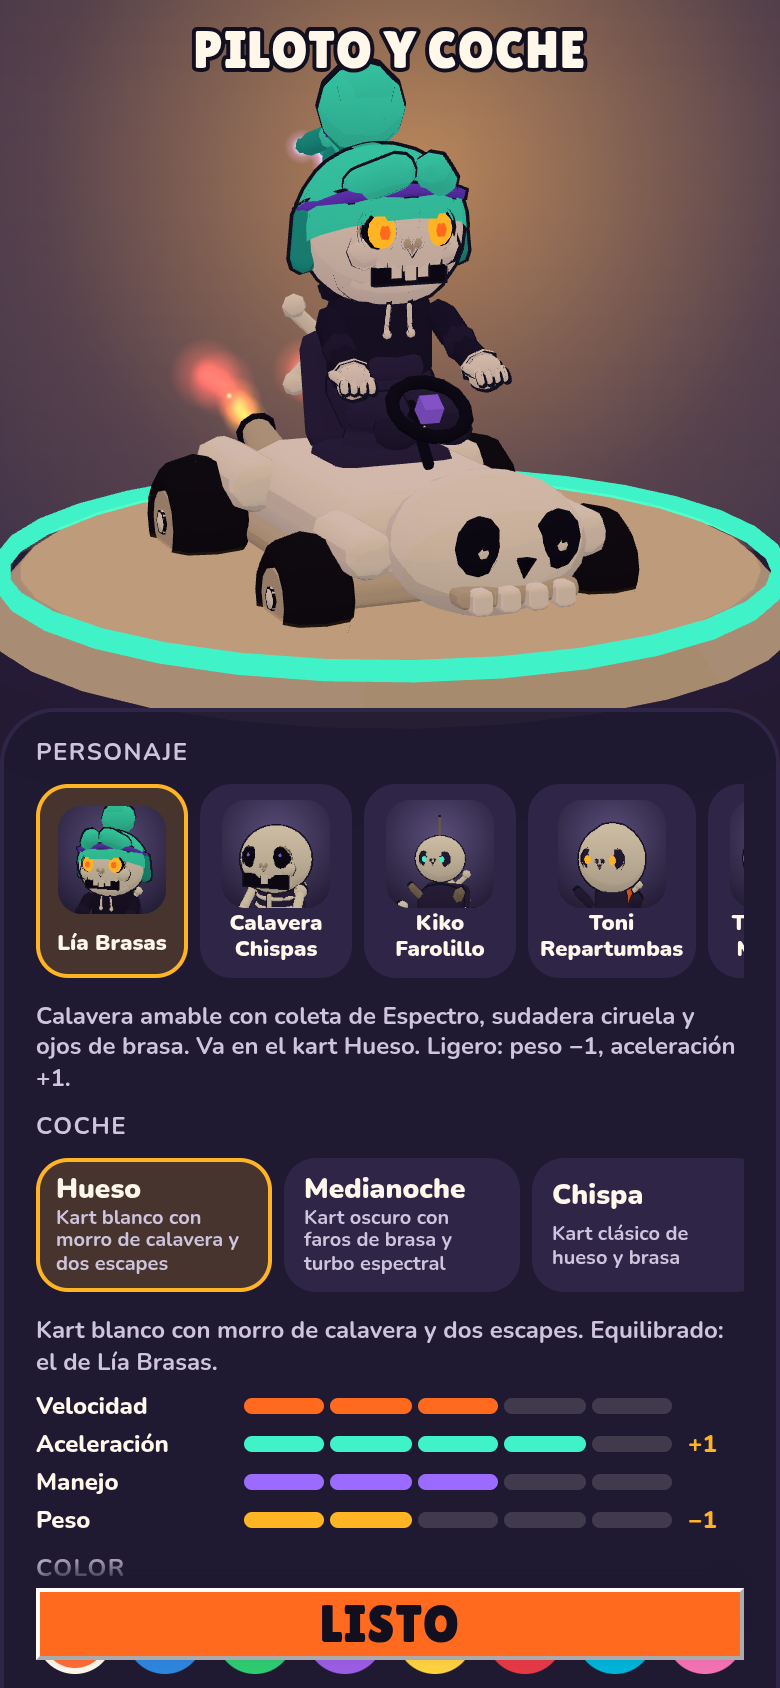 PILOTO Y COCHE
PERSONAJE
Lía Brasas
Calavera
Chispas
Kiko
Farolillo
Toni
Repartumbas
Calavera amable con coleta de Espectro, sudadera ciruela y
ojos de brasa. Va en el kart Hueso. Ligero: peso −1, aceleración
+1.
COCHE
Hueso
Kart blanco con
morro de calavera y
dos escapes
Medianoche
Kart oscuro con
faros de brasa y
turbo espectral
Chispa
Kart clásico de
hueso y brasa
Kart blanco con morro de calavera y dos escapes. Equilibrado:
el de Lía Brasas.
Velocidad
Aceleración +1
Manejo
Peso −1
COLOR
LISTO